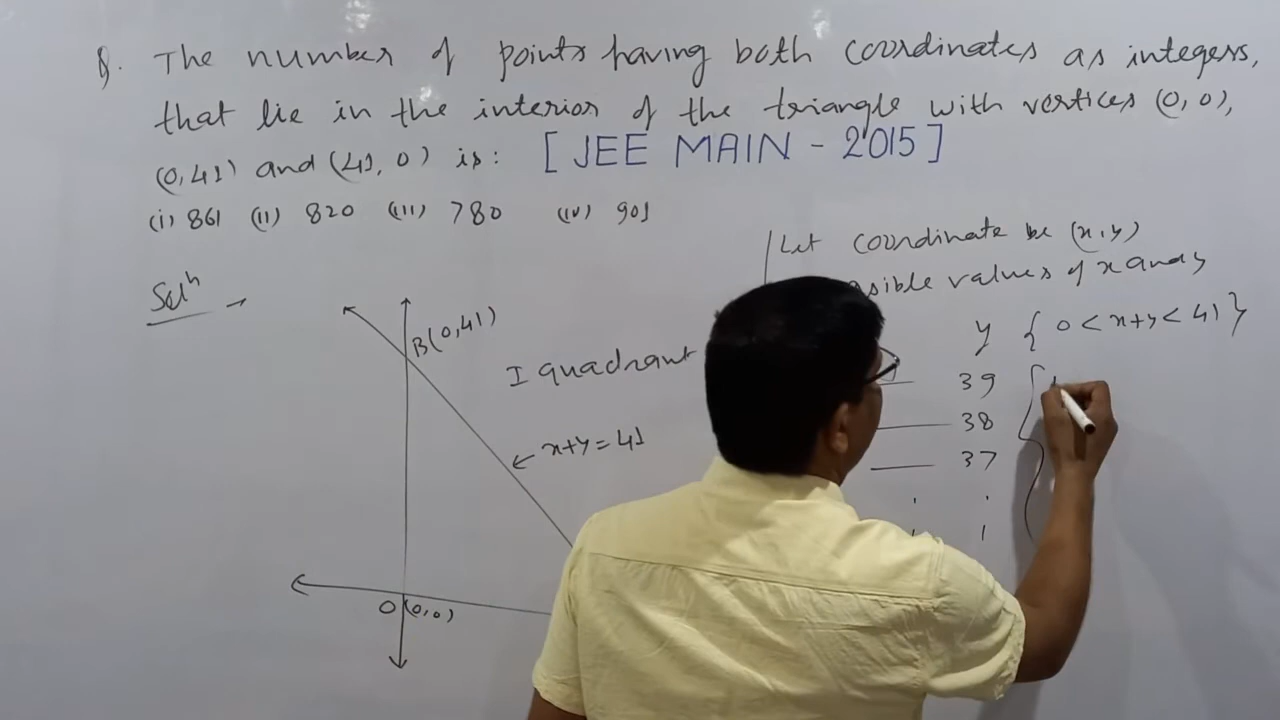 Q. The number of points having both coordinates as integers,
that lie in the interior of the triangle with vertices (0, 0),
(0, 41) and (41, 0) is: [JEE MAIN - 2015]
(i) 861 (ii) 820 (iii) 780 (iv) 901
Solⁿ
B(0,41)
I quadrant
x+y=41
O(0,0)
Let coordinate be (x,y)
values of x and y
y {0<x+y<41}
39
38
37
1